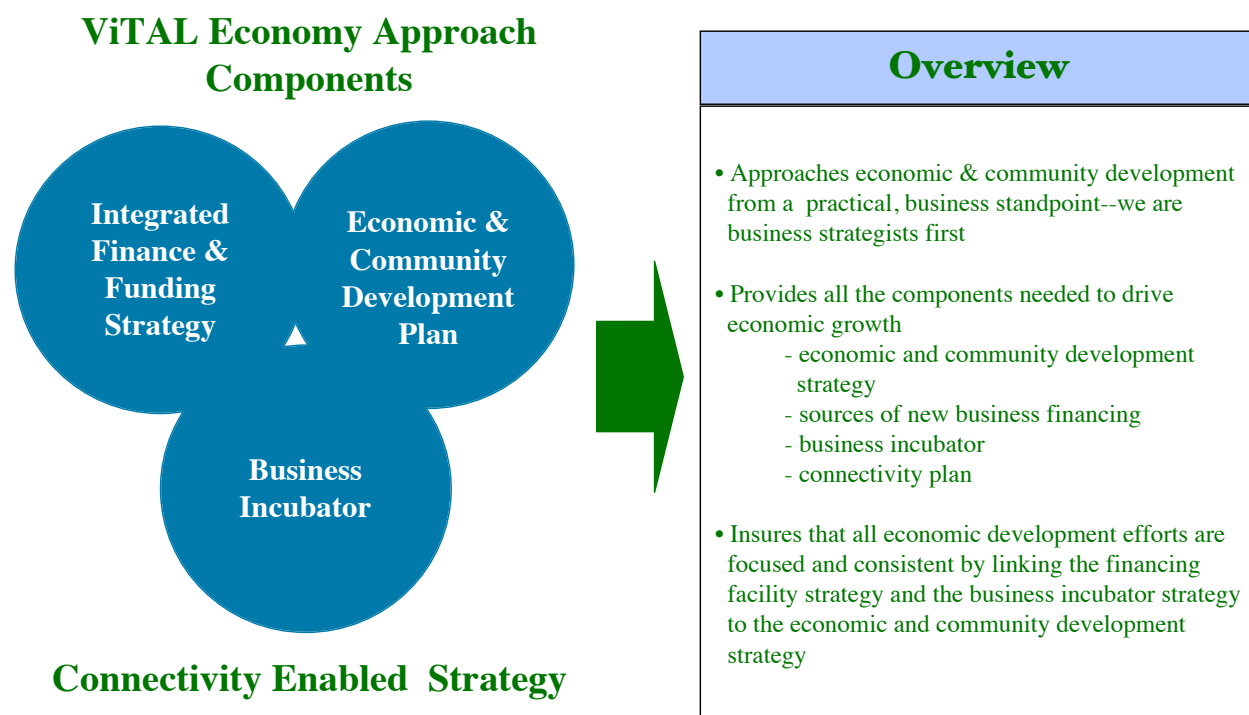 ViTAL Economy Approach
Components
Integrated
Finance &
Funding
Strategy
Economic &
Community
Development
Plan
Business
Incubator
Connectivity Enabled  Strategy
Overview
• Approaches economic & community development
from a  practical, business standpoint--we are
business strategists first
• Provides all the components needed to drive
economic growth
- economic and community development
strategy
- sources of new business financing
- business incubator
- connectivity plan
• Insures that all economic development efforts are
focused and consistent by linking the financing
facility strategy and the business incubator strategy
to the economic and community development
strategy